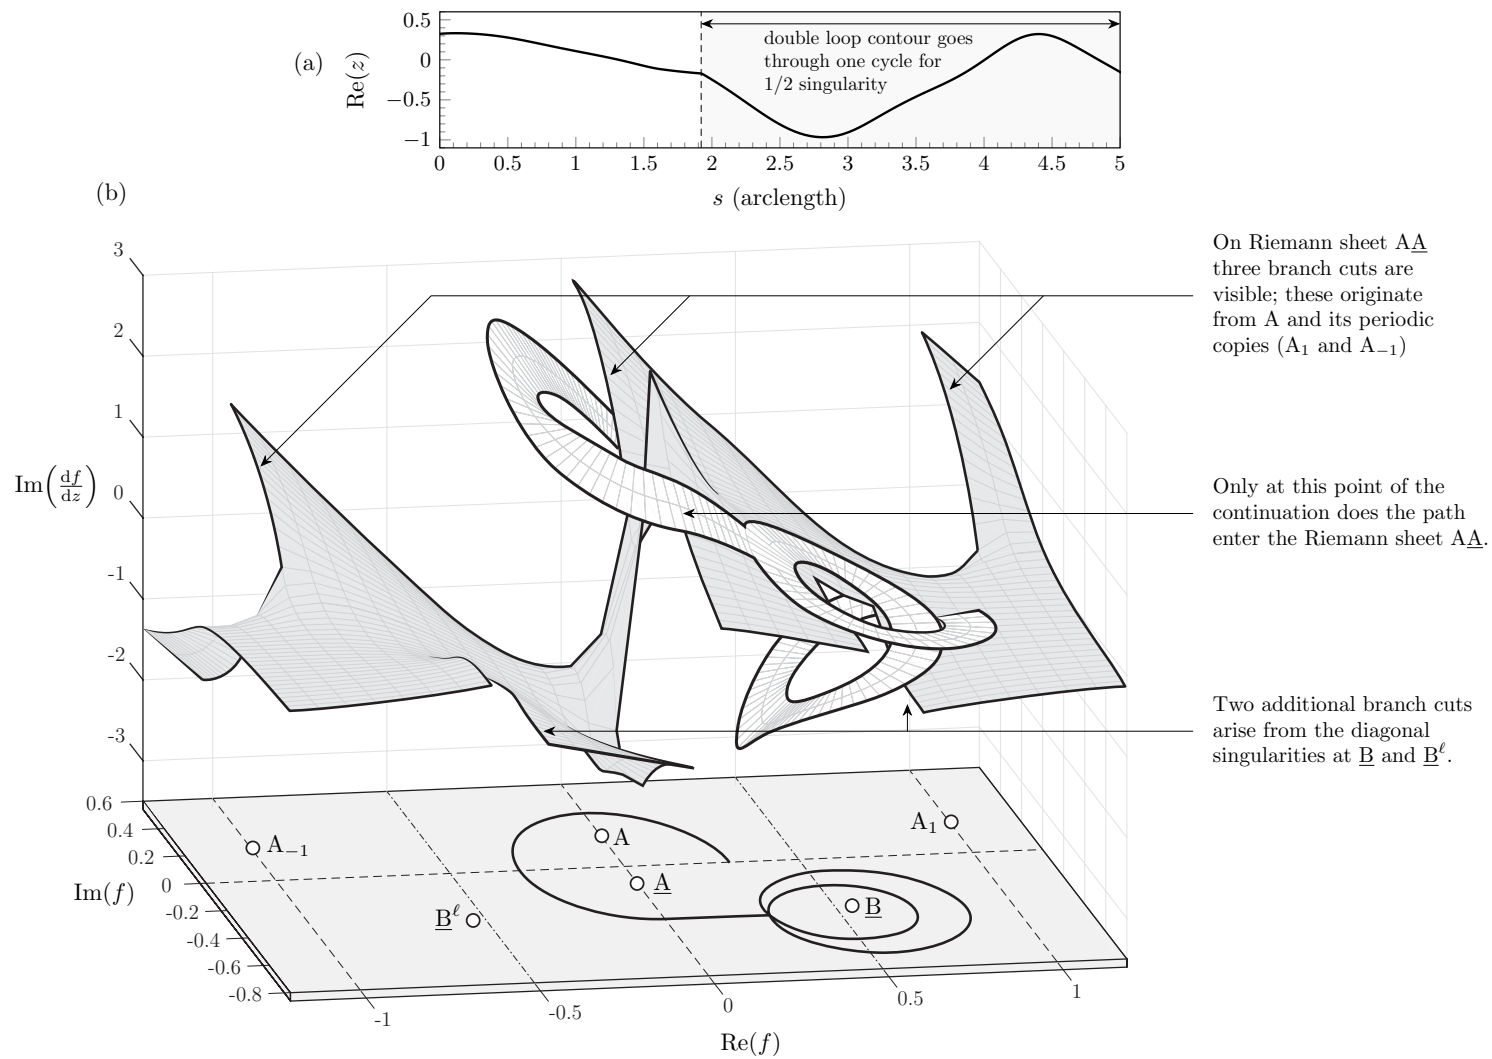 (a)
Re(z)
0.5
0
−0.5
−1
double loop contour goes
through one cycle for
1/2 singularity
0 0.5 1 1.5 2 2.5 3 3.5 4 4.5 5
s (arclength)
(b)
3
2
1
0
-1
-2
-3
Im(df/dz)
On Riemann sheet AA̲
three branch cuts are
visible; these originate
from A and its periodic
copies (A₁ and A₋₁)
Only at this point of the
continuation does the path
enter the Riemann sheet AA̲.
Two additional branch cuts
arise from the diagonal
singularities at B̲ and B̲ℓ.
0.6
0.4
0.2
0
-0.2
-0.4
-0.6
-0.8
Im(f)
A₋₁
A
A₁
A̲
B̲ℓ
B̲
-1 -0.5 0 0.5 1
Re(f)